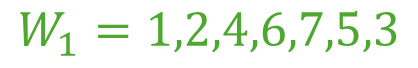 W₁ = 1,2,4,6,7,5,3